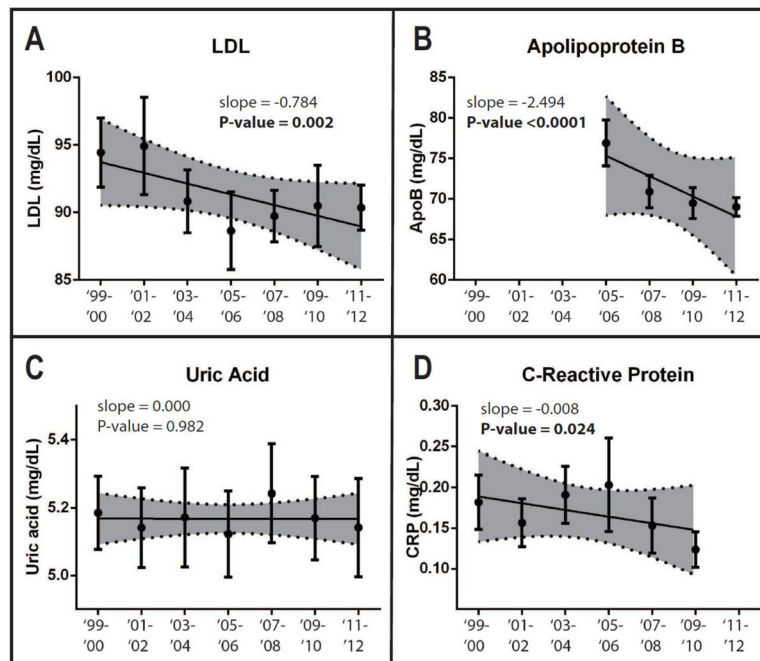 A
LDL
slope = -0.784
P-value = 0.002
LDL (mg/dL)
100
95
90
85
'99- '01- '03- '05- '07- '09- '11-
'00 '02 '04 '06 '08 '10 '12
B
Apolipoprotein B
slope = -2.494
P-value <0.0001
ApoB (mg/dL)
85
80
75
70
65
60
'99- '01- '03- '05- '07- '09- '11-
'00 '02 '04 '06 '08 '10 '12
C
Uric Acid
slope = 0.000
P-value = 0.982
Uric acid (mg/dL)
5.4
5.2
5.0
'99- '01- '03- '05- '07- '09- '11-
'00 '02 '04 '06 '08 '10 '12
D
C-Reactive Protein
slope = -0.008
P-value = 0.024
CRP (mg/dL)
0.30
0.25
0.20
0.15
0.10
'99- '01- '03- '05- '07- '09- '11-
'00 '02 '04 '06 '08 '10 '12